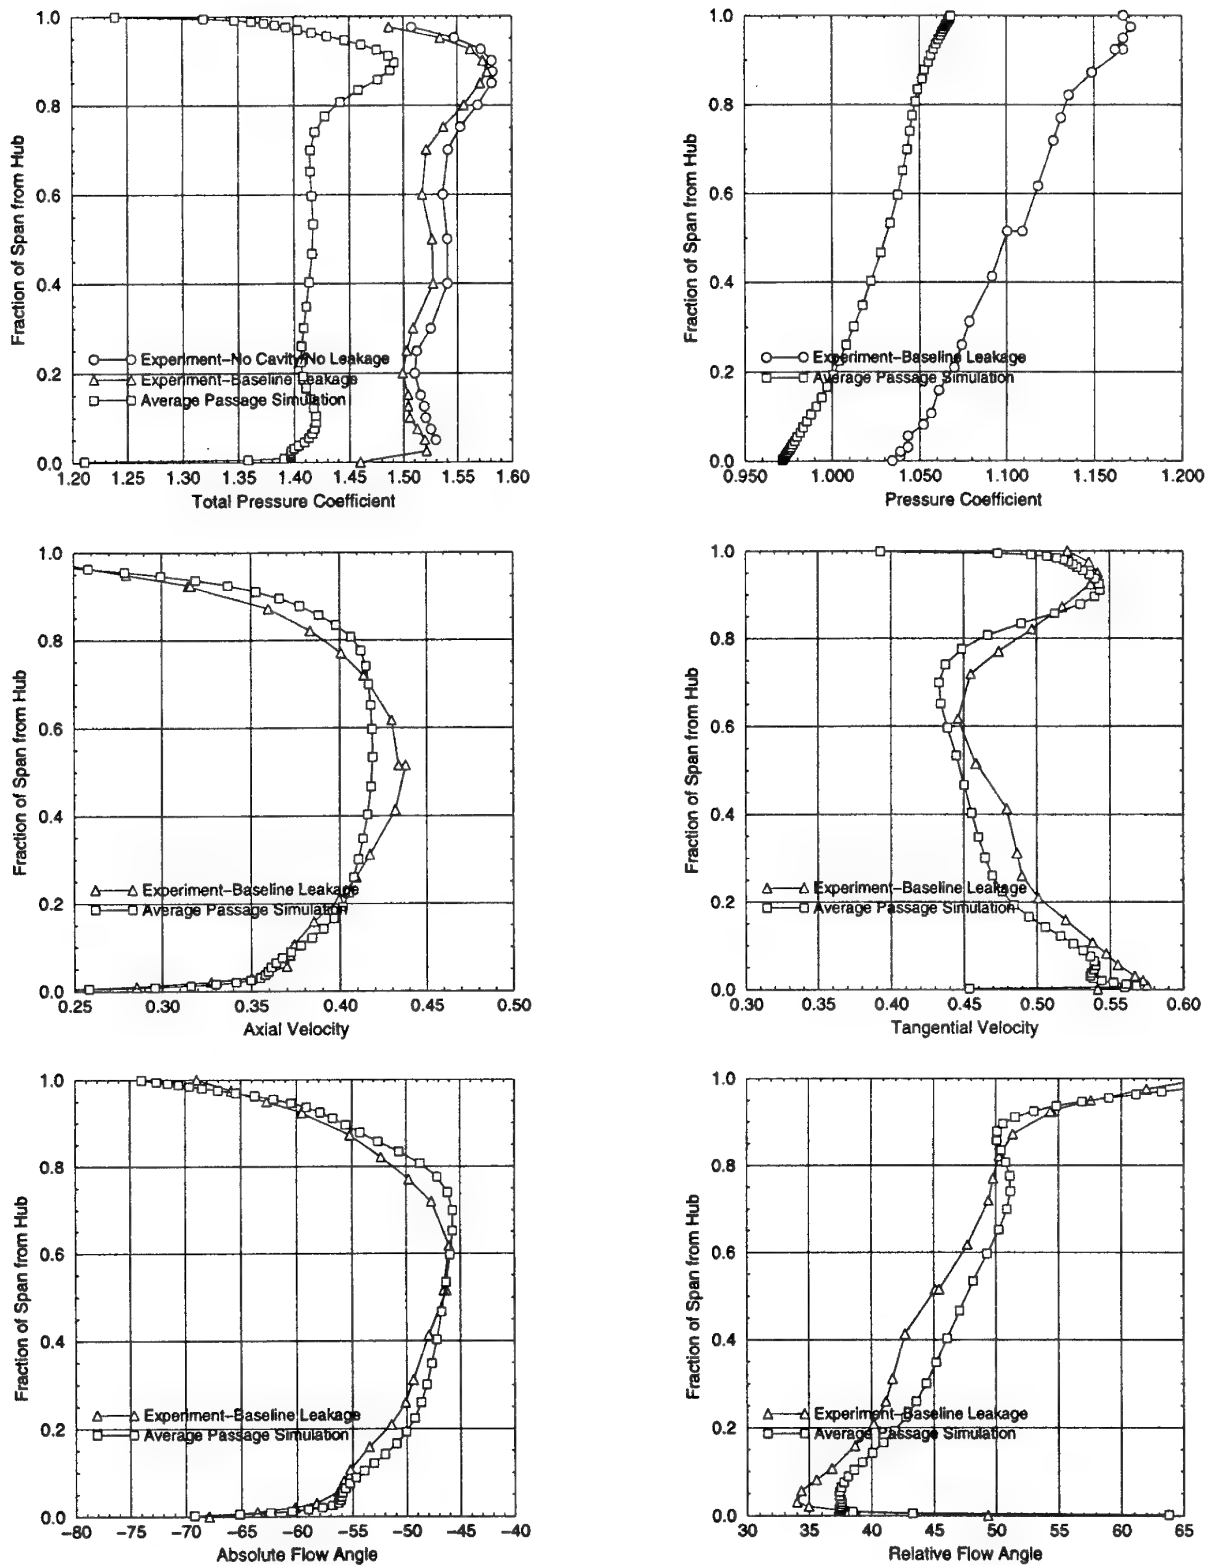 Fraction of Span from Hub
1.0
0.8
0.6
0.4
0.2
0.0
Experiment-No Cavity/No Leakage
Experiment-Baseline Leakage
Average Passage Simulation
1.20 1.25 1.30 1.35 1.40 1.45 1.50 1.55 1.60
Total Pressure Coefficient
Fraction of Span from Hub
1.0
0.8
0.6
0.4
0.2
0.0
Experiment-Baseline Leakage
Average Passage Simulation
0.950 1.000 1.050 1.100 1.150 1.200
Pressure Coefficient
Fraction of Span from Hub
1.0
0.8
0.6
0.4
0.2
0.0
Experiment-Baseline Leakage
Average Passage Simulation
0.25 0.30 0.35 0.40 0.45 0.50
Axial Velocity
Fraction of Span from Hub
1.0
0.8
0.6
0.4
0.2
0.0
Experiment-Baseline Leakage
Average Passage Simulation
0.30 0.35 0.40 0.45 0.50 0.55 0.60
Tangential Velocity
Fraction of Span from Hub
1.0
0.8
0.6
0.4
0.2
0.0
Experiment-Baseline Leakage
Average Passage Simulation
-80 -75 -70 -65 -60 -55 -50 -45 -40
Absolute Flow Angle
Fraction of Span from Hub
1.0
0.8
0.6
0.4
0.2
0.0
Experiment-Baseline Leakage
Average Passage Simulation
30 35 40 45 50 55 60 65
Relative Flow Angle